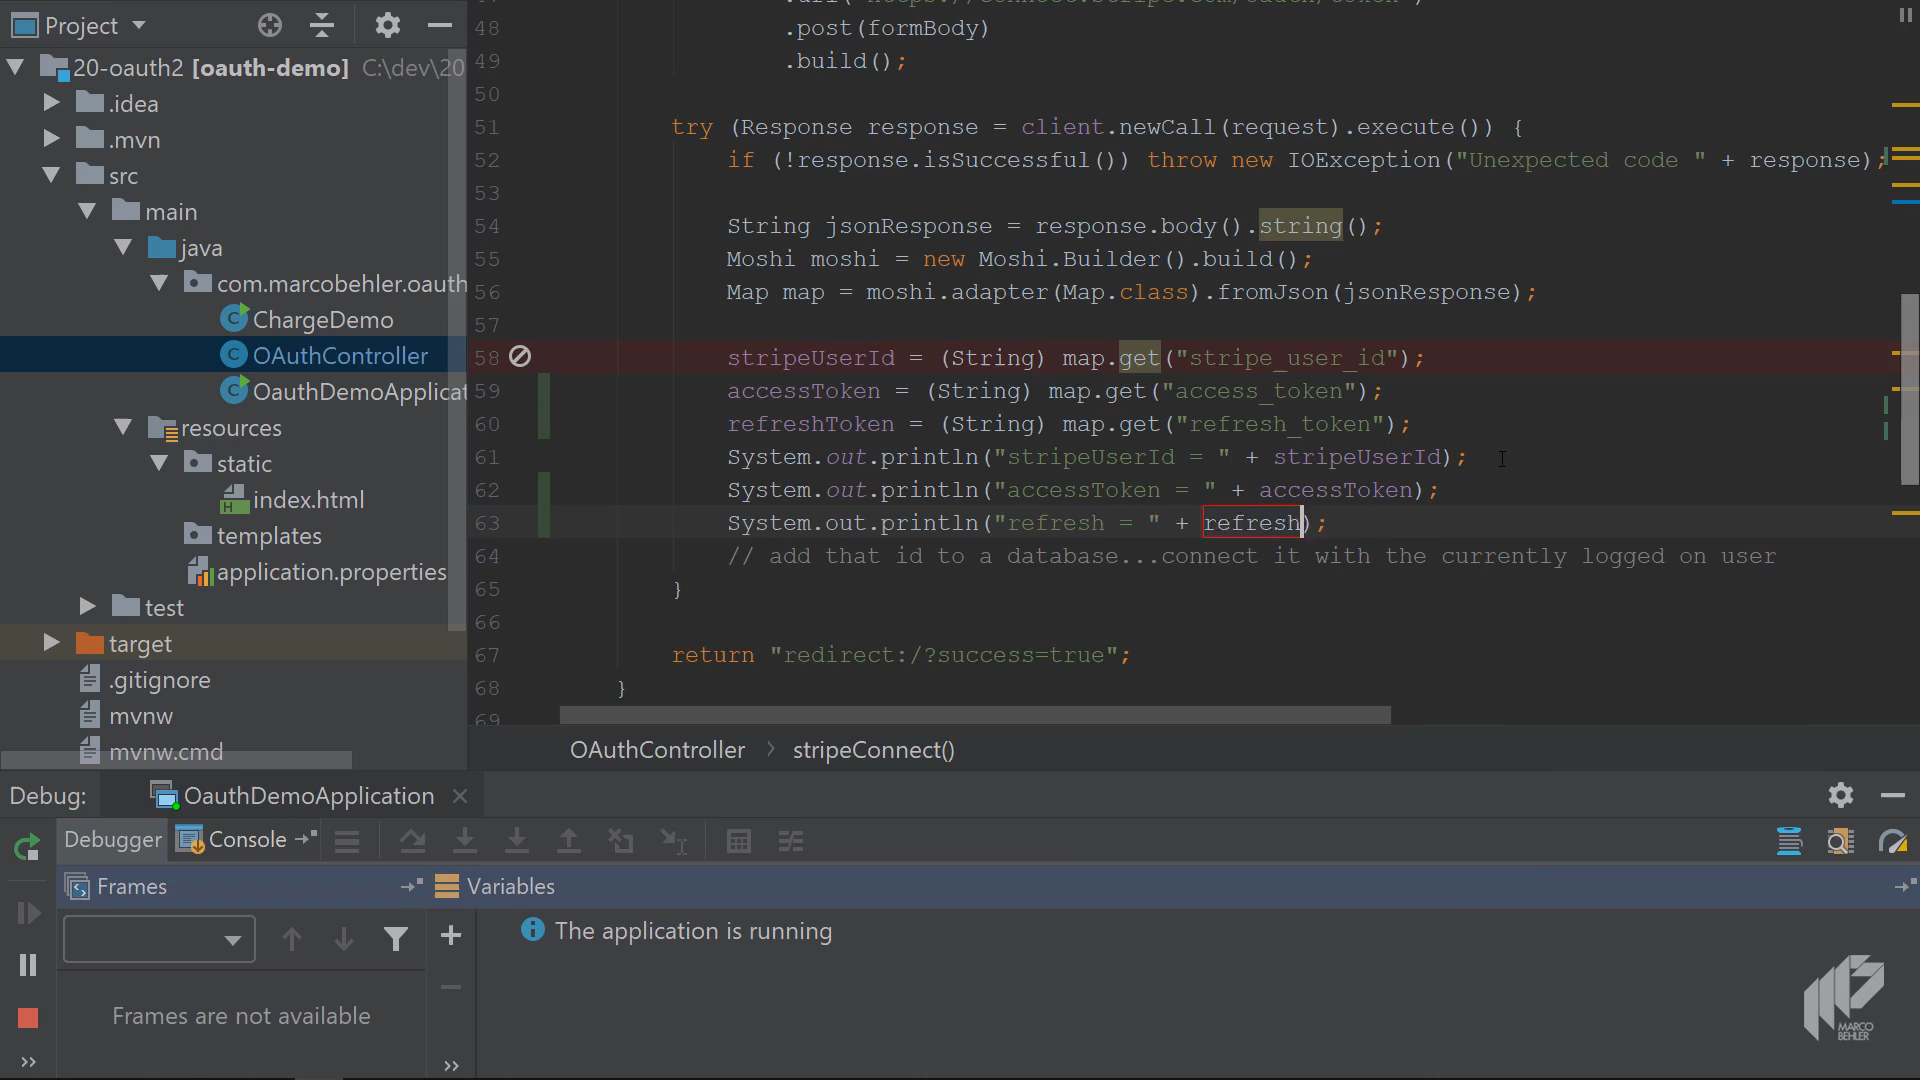 Project
20-oauth2 [oauth-demo] C:\dev\20
.idea
.mvn
src
main
java
com.marcobehler.oauth
ChargeDemo
OAuthController
OauthDemoApplicat
resources
static
index.html
templates
application.properties
test
target
.gitignore
mvnw
mvnw.cmd
48 .post(formBody)
49 .build();
50
51 try (Response response = client.newCall(request).execute()) {
52 if (!response.isSuccessful()) throw new IOException("Unexpected code " + response);
53
54 String jsonResponse = response.body().string();
55 Moshi moshi = new Moshi.Builder().build();
56 Map map = moshi.adapter(Map.class).fromJson(jsonResponse);
57
58 stripeUserId = (String) map.get("stripe_user_id");
59 accessToken = (String) map.get("access_token");
60 refreshToken = (String) map.get("refresh_token");
61 System.out.println("stripeUserId = " + stripeUserId);
62 System.out.println("accessToken = " + accessToken);
63 System.out.println("refresh = " + refresh);
64 // add that id to a database...connect it with the currently logged on user
65 }
66
67 return "redirect:/?success=true";
68 }
69
OAuthController > stripeConnect()
Debug: OauthDemoApplication
Debugger Console
Frames Variables
The application is running
Frames are not available
MARCO
BEHLER